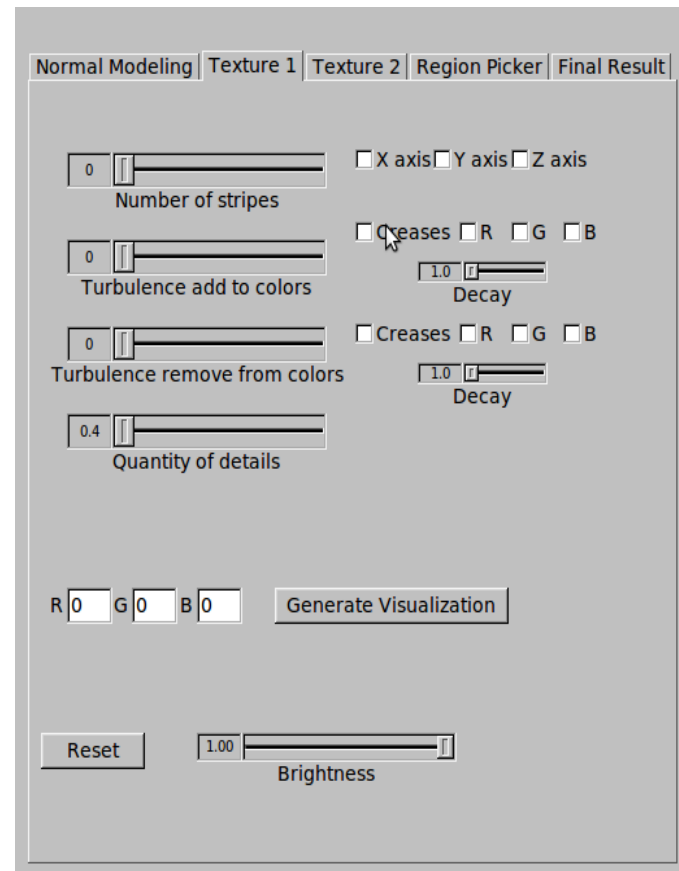 Normal Modeling Texture 1 Texture 2 Region Picker Final Result
0 X axis Y axis Z axis
Number of stripes
Creases R G B
0 1.0
Turbulence add to colors Decay
0 Creases R G B
Turbulence remove from colors 1.0
Decay
0.4
Quantity of details
R 0 G 0 B 0 Generate Visualization
Reset 1.00
Brightness